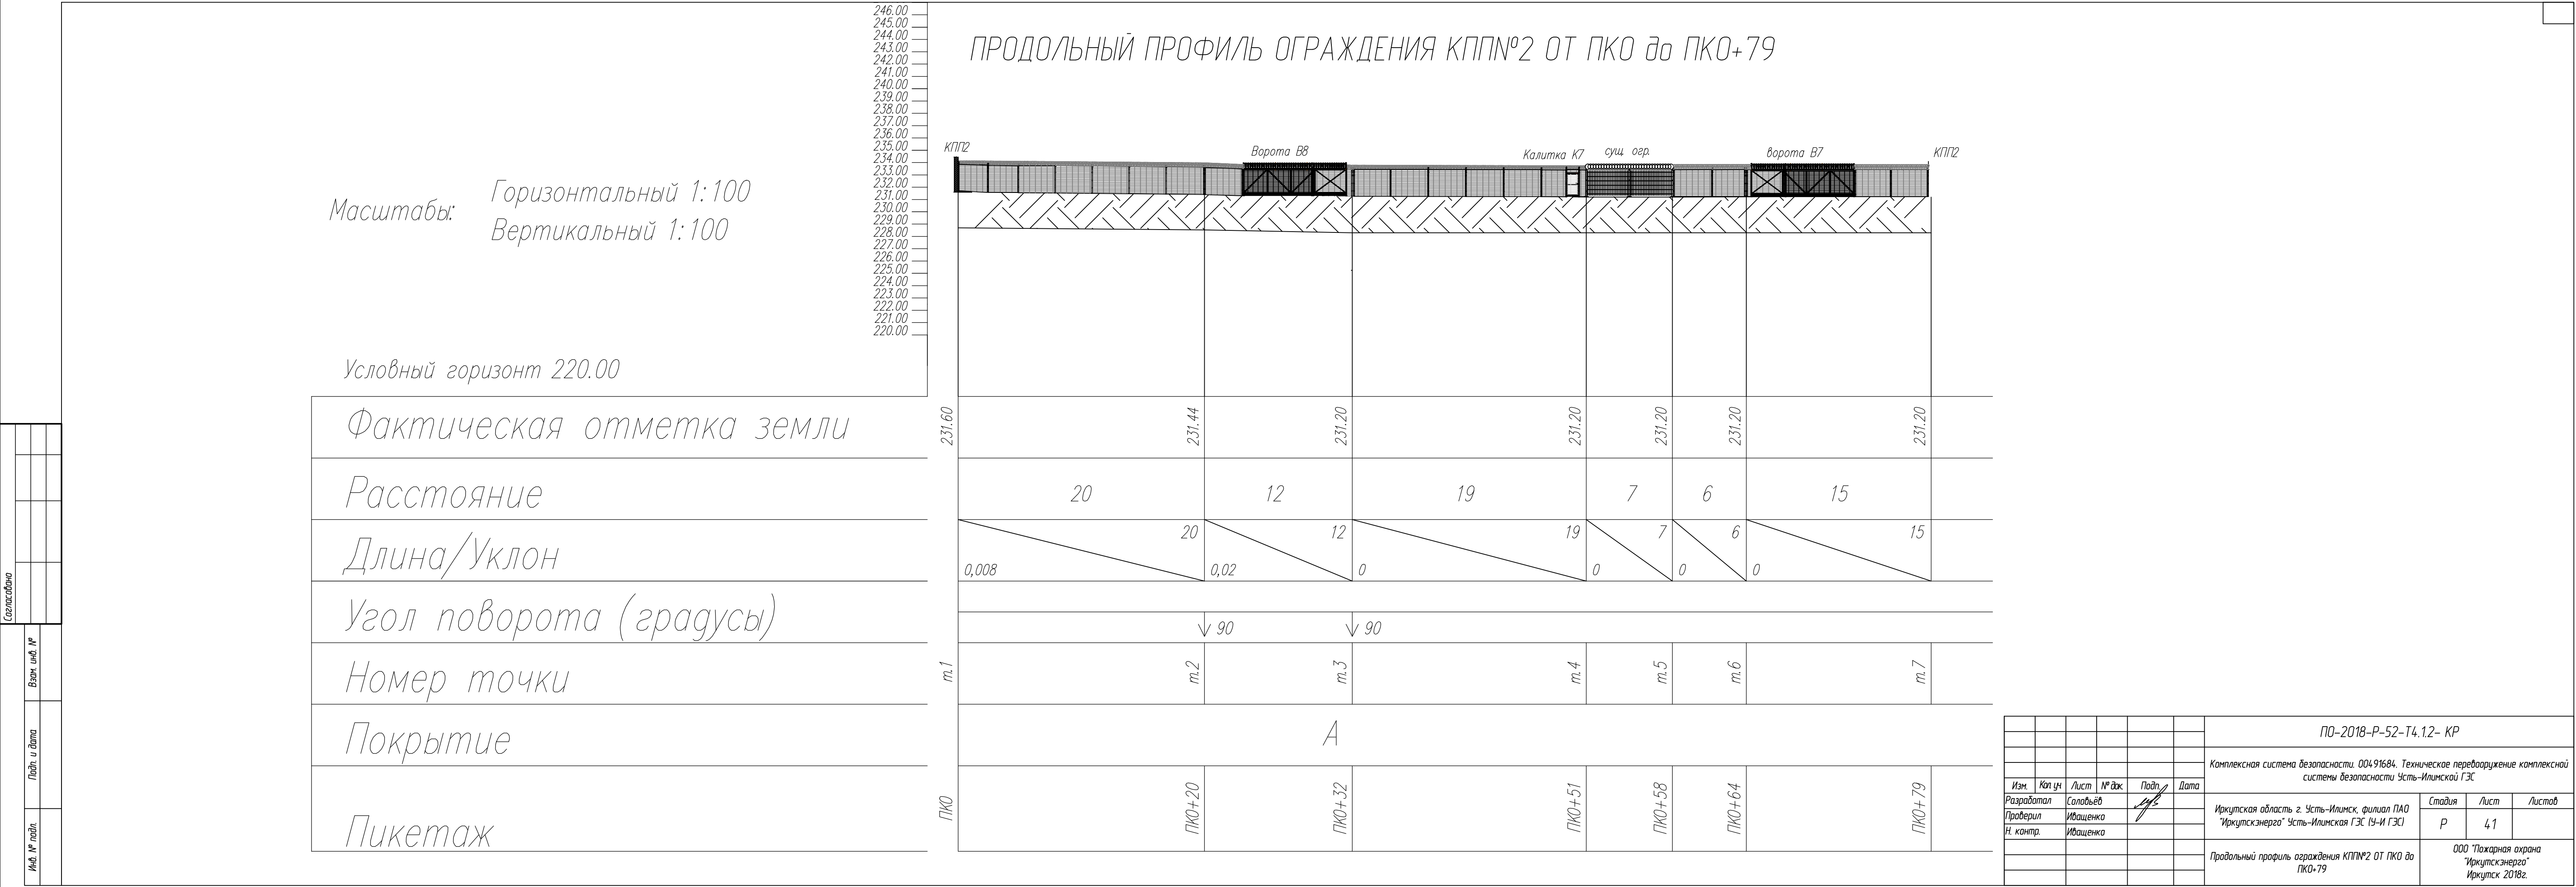 246.00
245.00
244.00
243.00
242.00
241.00
240.00
239.00
238.00
237.00
236.00
235.00
234.00
233.00
232.00
231.00
230.00
229.00
228.00
227.00
226.00
225.00
224.00
223.00
222.00
221.00
220.00
ПРОДОЛЬНЫЙ ПРОФИЛЬ ОГРАЖДЕНИЯ КПП№2 ОТ ПК0 до ПК0+79
Масштабы:
Горизонтальный 1:100
Вертикальный 1:100
КПП2
Ворота В8
Калитка К7
сущ. огр.
ворота В7
КПП2
Условный горизонт 220.00
Фактическая отметка земли
231.60 231.44 231.20 231.20 231.20 231.20 231.20
Расстояние
20 12 19 7 6 15
Длина/Уклон
20 12 19 7 6 15
0,008 0,02 0 0 0 0
Угол поворота (градусы)
90 90
Номер точки
т.1 т.2 т.3 т.4 т.5 т.6 т.7
Покрытие
А
Пикетаж
ПК0 ПК0+20 ПК0+32 ПК0+51 ПК0+58 ПК0+64 ПК0+79
Согласовано
Взам. инв. №
Подп. и дата
Инв. № подл.
ПО-2018-Р-52-Т4.1.2- КР
Комплексная система безопасности. 00491684. Техническое перевооружение комплексной
системы безопасности Усть-Илимской ГЭС
Изм. Кол уч Лист № док. Подп. Дата
Разработал Соловьёв
Проверил Иващенко
Н. контр. Иващенко
Иркутская область г. Усть-Илимск, филиал ПАО
"Иркутскэнерго" Усть-Илимская ГЭС (У-И ГЭС)
Стадия Лист Листов
Р 41
Продольный профиль ограждения КПП№2 ОТ ПК0 до
ПК0+79
ООО "Пожарная охрана
"Иркутскэнерго"
Иркутск 2018г.